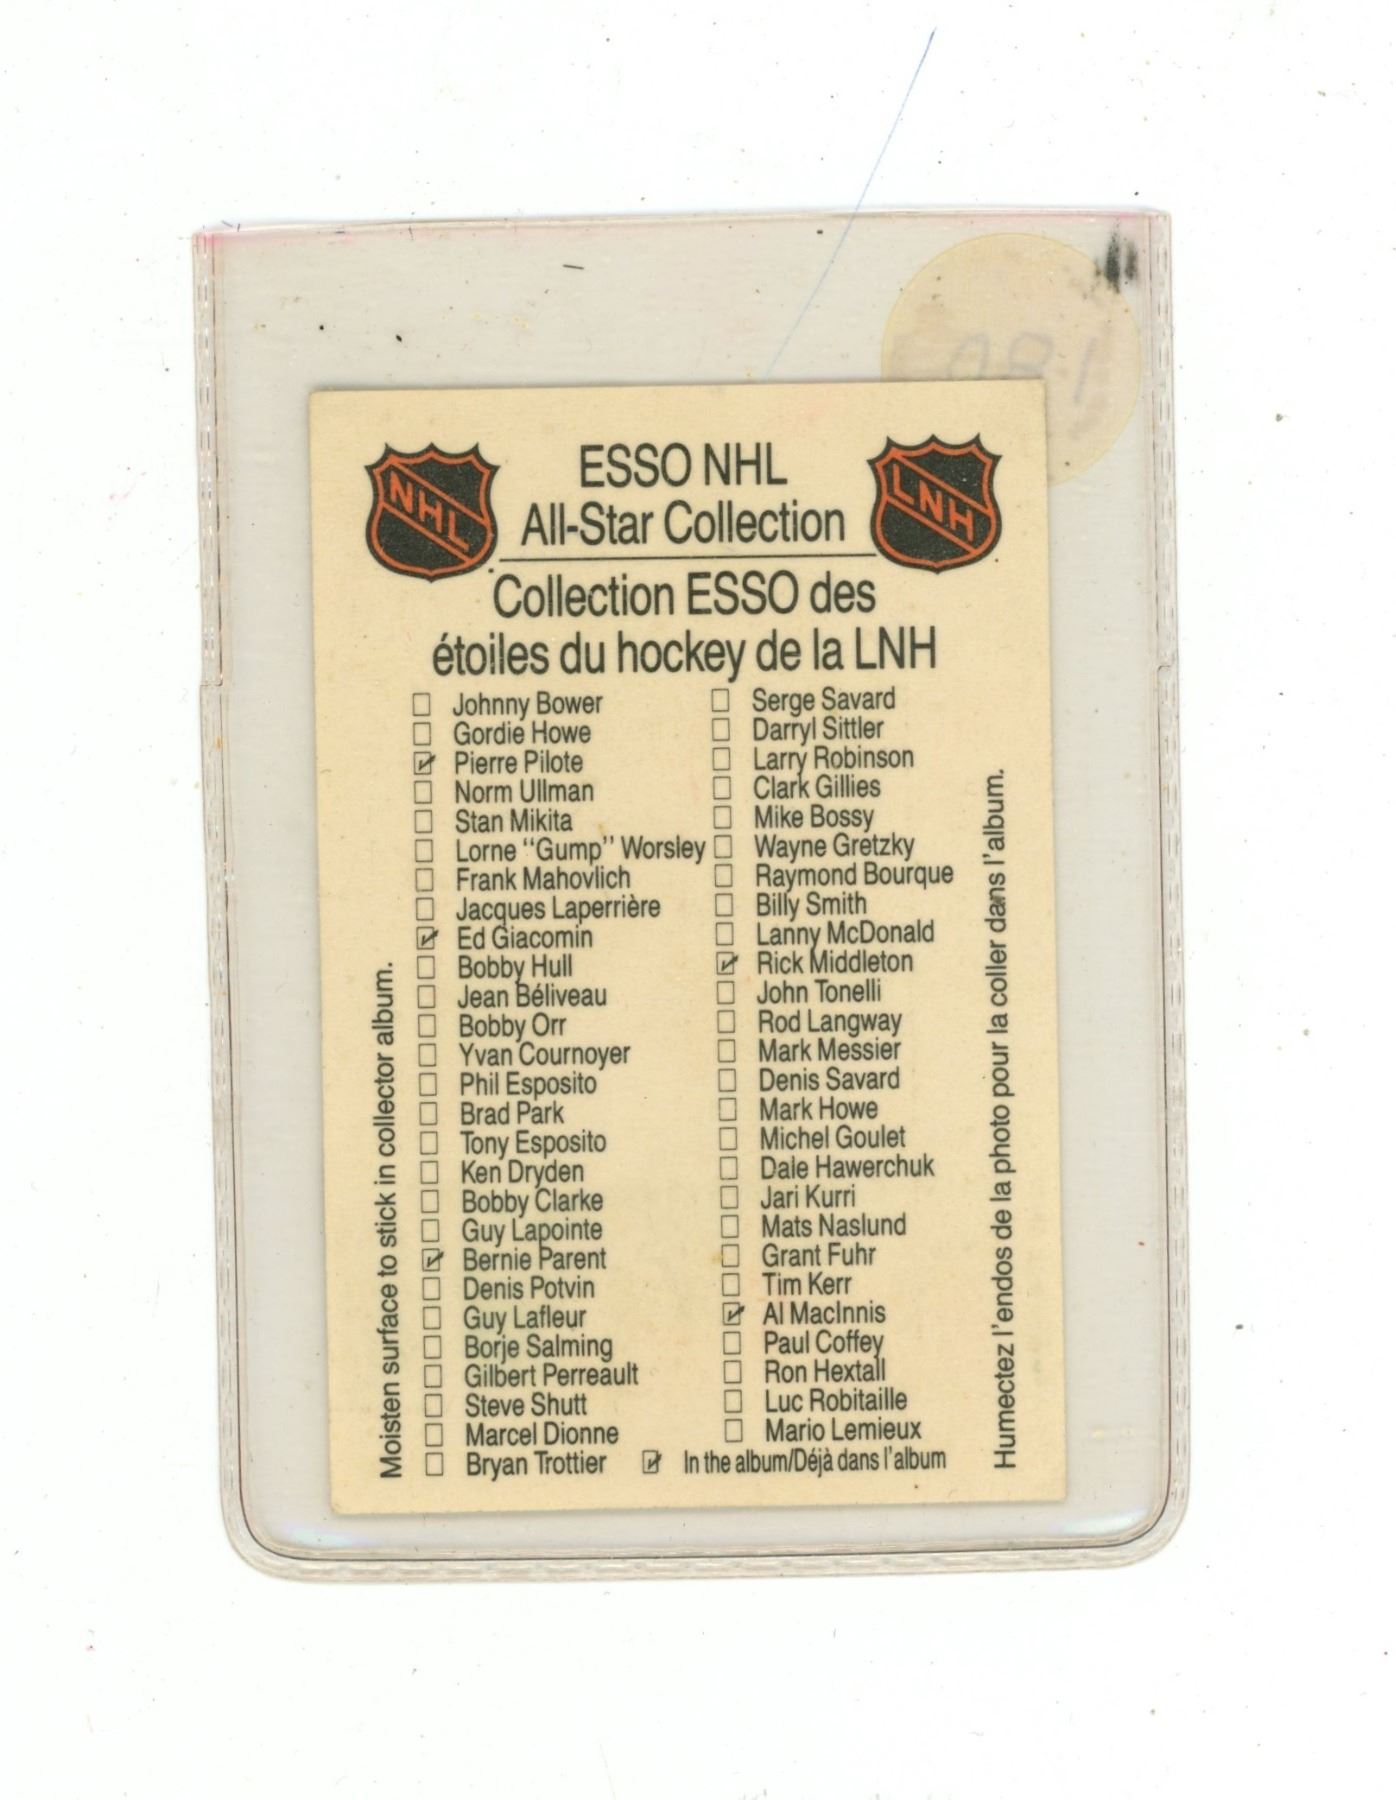 NHL
LNH
ESSO NHL
All-Star Collection
Collection ESSO des
étoiles du hockey de la LNH
☐ Johnny Bower
☐ Gordie Howe
☑ Pierre Pilote
☐ Norm Ullman
☐ Stan Mikita
☐ Lorne "Gump" Worsley
☐ Frank Mahovlich
☐ Jacques Laperrière
☑ Ed Giacomin
☐ Bobby Hull
☐ Jean Béliveau
☐ Bobby Orr
☐ Yvan Cournoyer
☐ Phil Esposito
☐ Brad Park
☐ Tony Esposito
☐ Ken Dryden
☐ Bobby Clarke
☐ Guy Lapointe
☑ Bernie Parent
☐ Denis Potvin
☐ Guy Lafleur
☐ Borje Salming
☐ Gilbert Perreault
☐ Steve Shutt
☐ Marcel Dionne
☐ Bryan Trottier
☐ Serge Savard
☐ Darryl Sittler
☐ Larry Robinson
☐ Clark Gillies
☐ Mike Bossy
☐ Wayne Gretzky
☐ Raymond Bourque
☐ Billy Smith
☐ Lanny McDonald
☑ Rick Middleton
☐ John Tonelli
☐ Rod Langway
☐ Mark Messier
☐ Denis Savard
☐ Mark Howe
☐ Michel Goulet
☐ Dale Hawerchuk
☐ Jari Kurri
☐ Mats Naslund
☐ Grant Fuhr
☐ Tim Kerr
☑ Al MacInnis
☐ Paul Coffey
☐ Ron Hextall
☐ Luc Robitaille
☐ Mario Lemieux
☑ In the album/Déjà dans l'album
Moisten surface to stick in collector album.
Humectez l'endos de la photo pour la coller dans l'album.